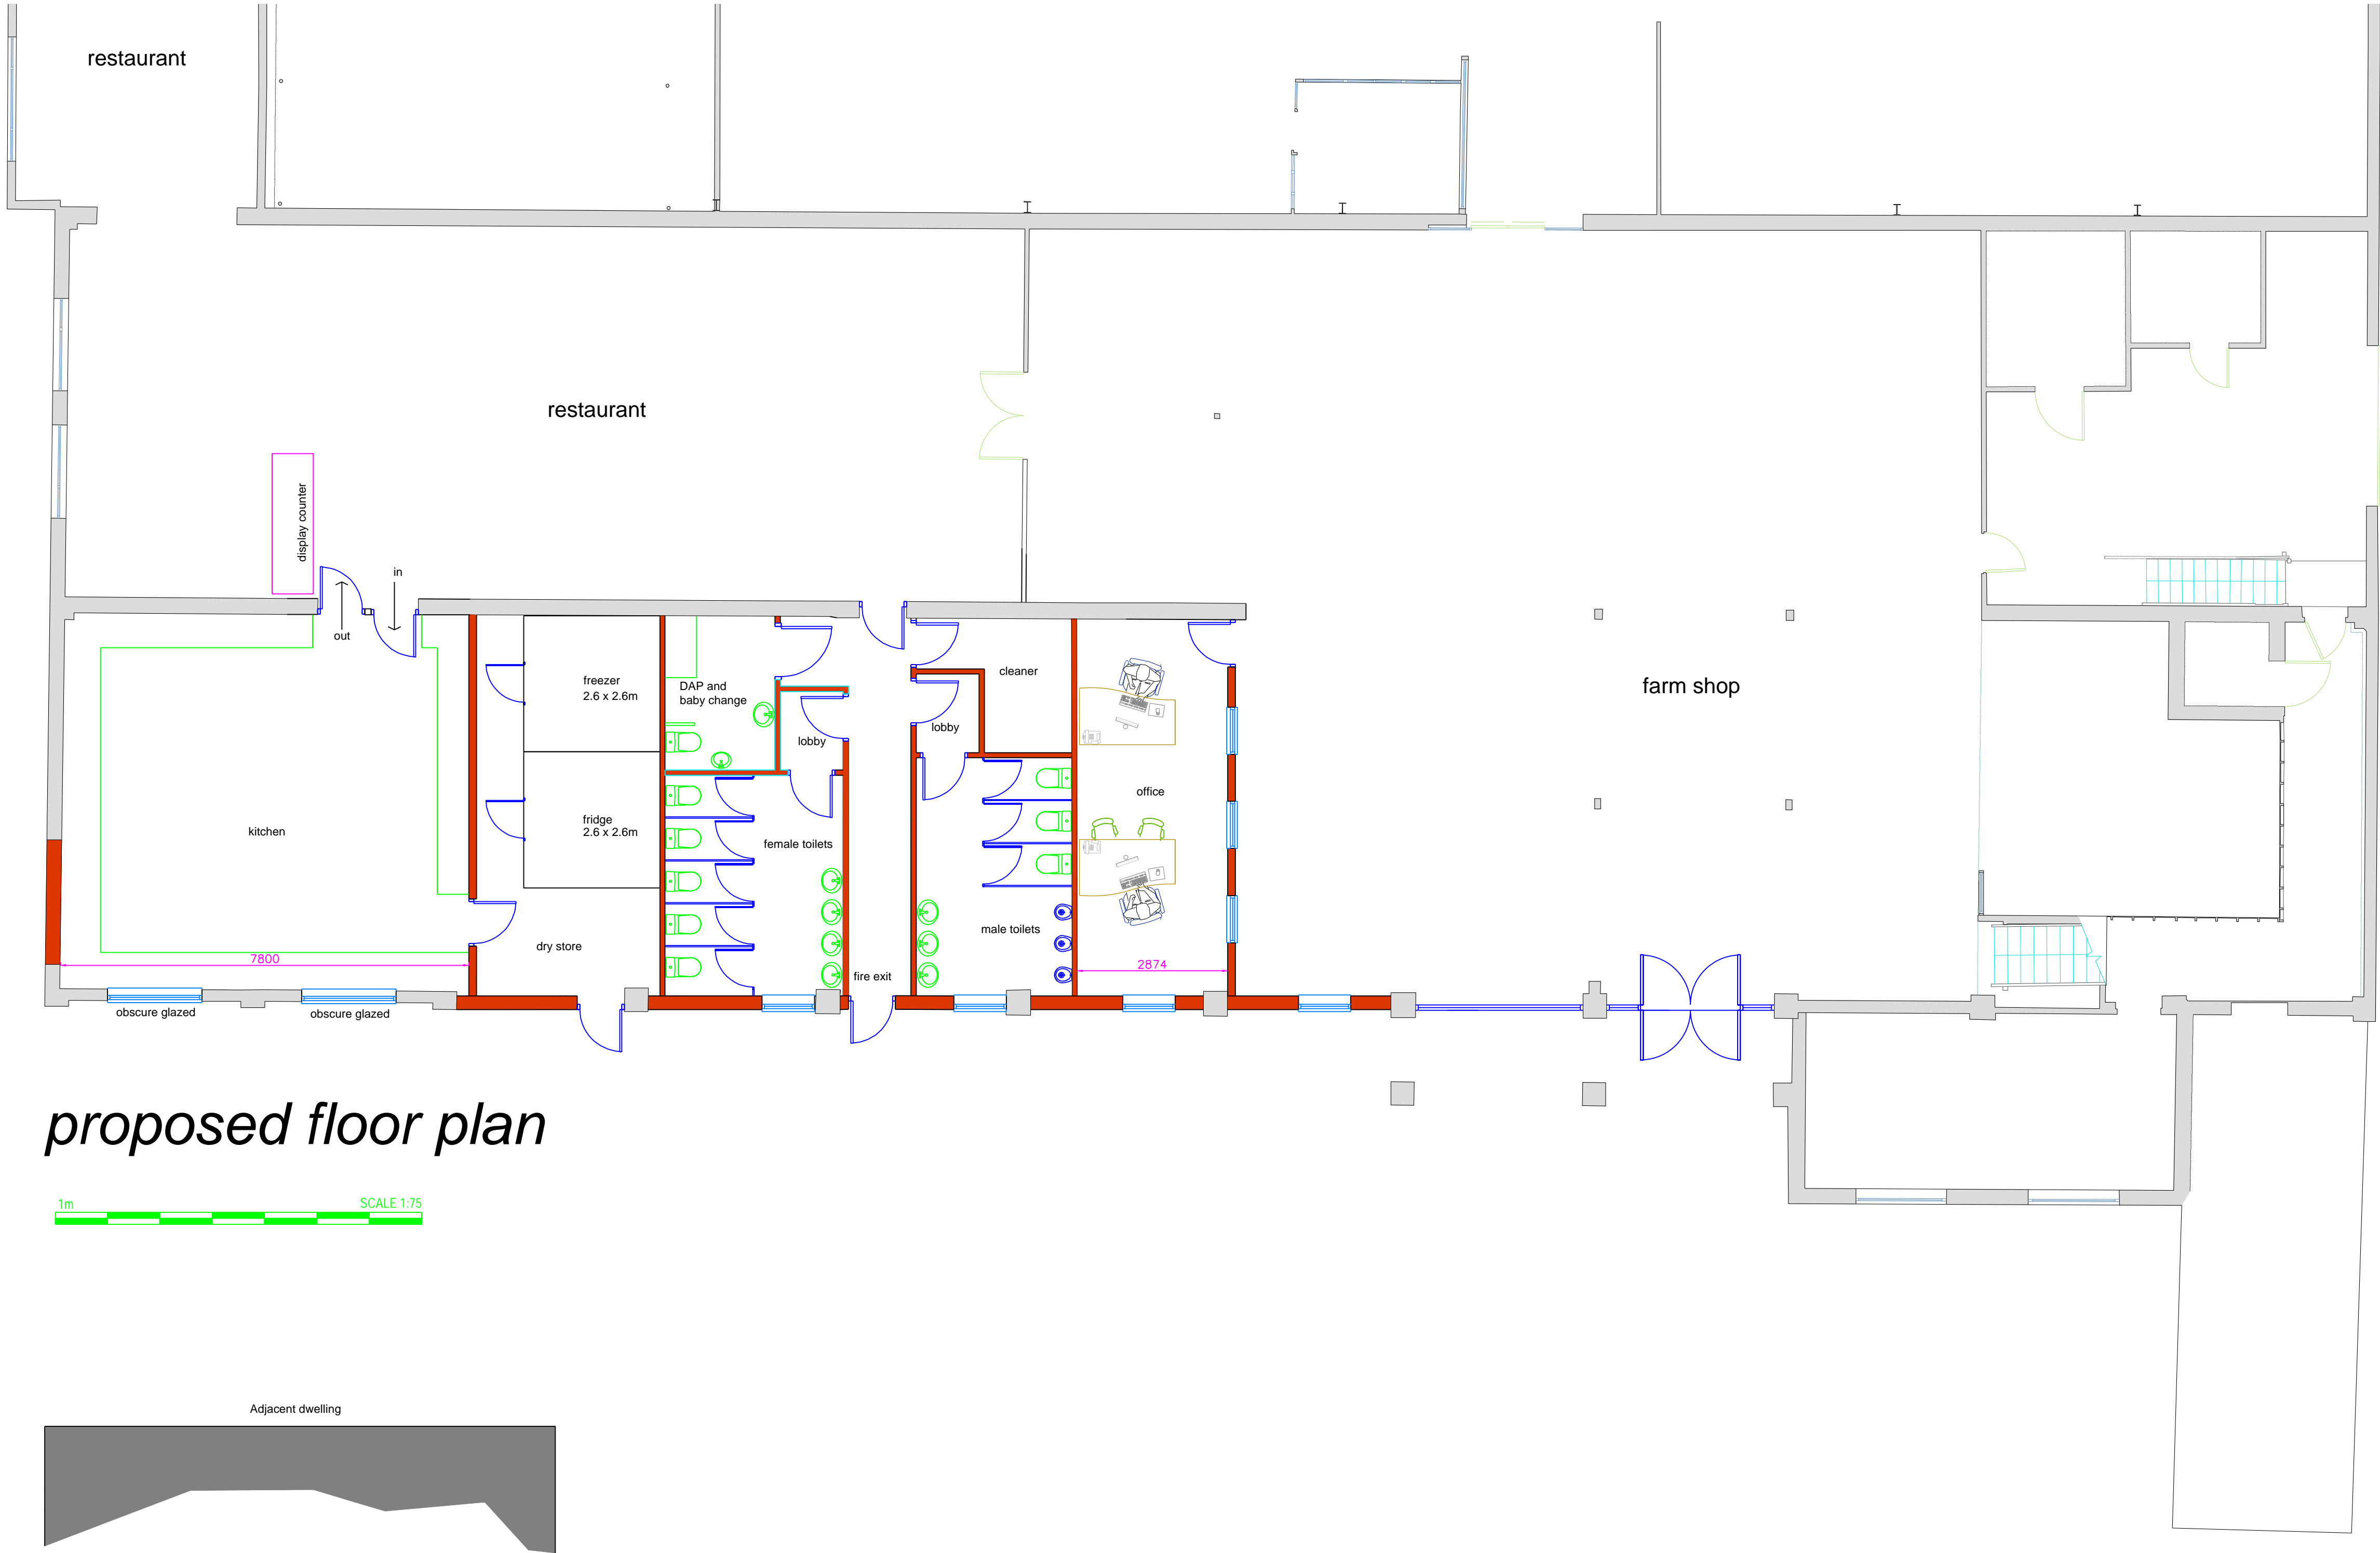 restaurant
restaurant
display counter
in
out
freezer
2.6 x 2.6m
DAP and
baby change
lobby
lobby
cleaner
farm shop
office
kitchen
fridge
2.6 x 2.6m
female toilets
male toilets
dry store
7800
2874
fire exit
obscure glazed
obscure glazed
proposed floor plan
1m
SCALE 1:75
Adjacent dwelling